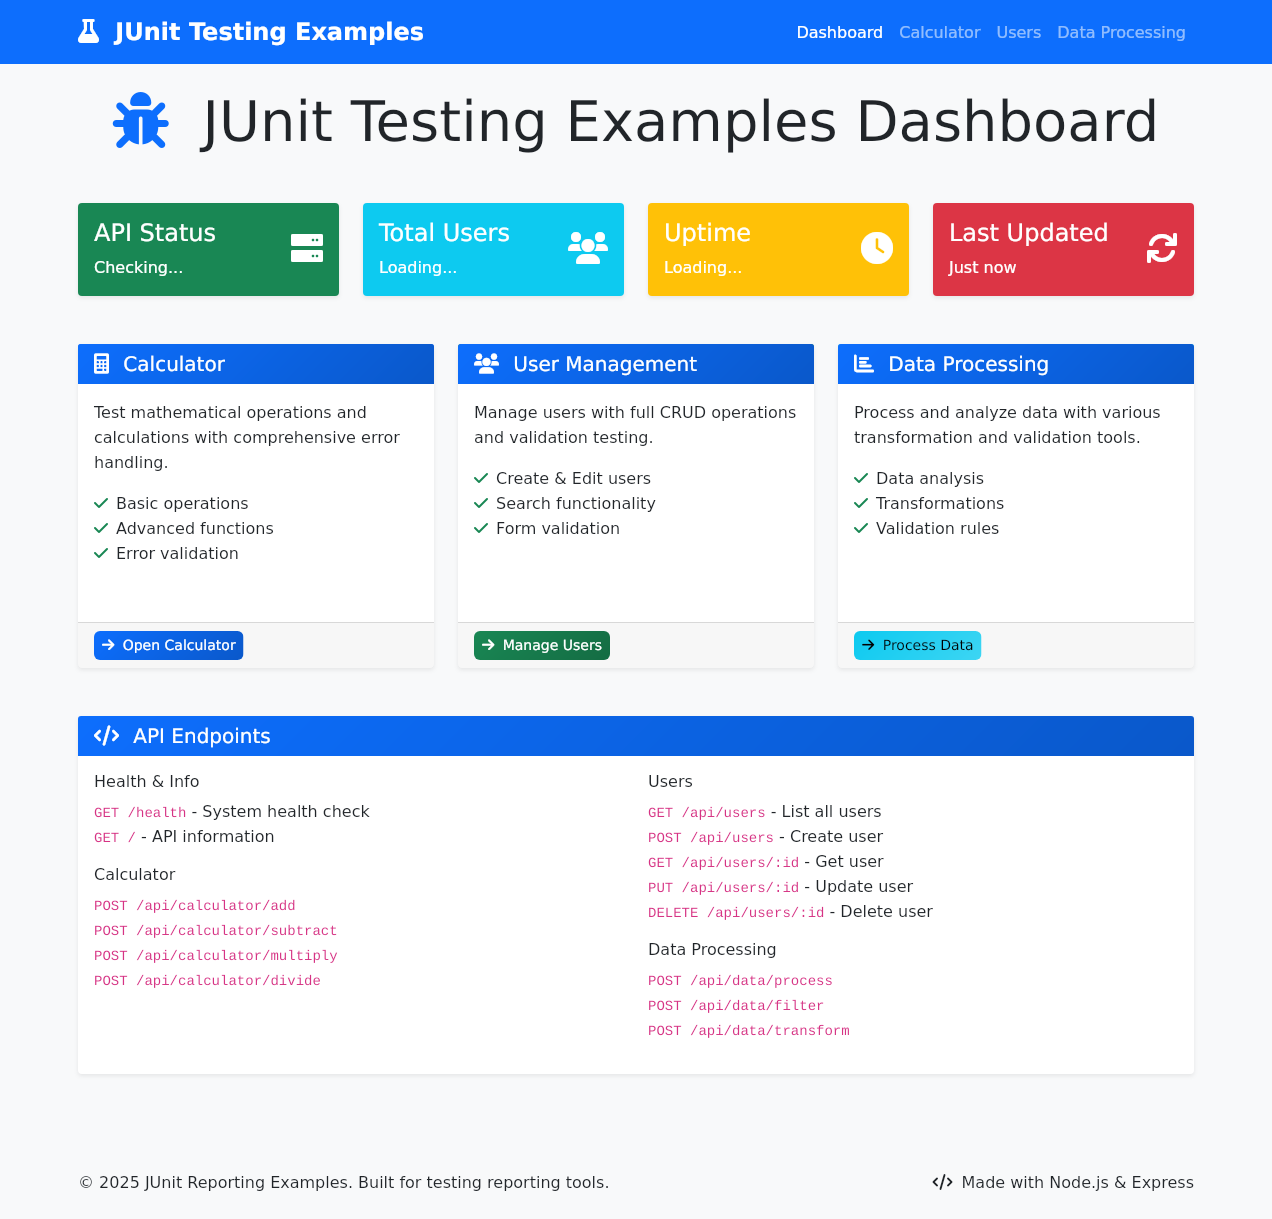 JUnit Testing Examples
Dashboard Calculator Users Data Processing
JUnit Testing Examples Dashboard
API Status
Checking...
Total Users
Loading...
Uptime
Loading...
Last Updated
Just now
Calculator
Test mathematical operations and
calculations with comprehensive error
handling.
Basic operations
Advanced functions
Error validation
Open Calculator
User Management
Manage users with full CRUD operations
and validation testing.
Create & Edit users
Search functionality
Form validation
Manage Users
Data Processing
Process and analyze data with various
transformation and validation tools.
Data analysis
Transformations
Validation rules
Process Data
API Endpoints
Health & Info
GET /health - System health check
GET / - API information
Calculator
POST /api/calculator/add
POST /api/calculator/subtract
POST /api/calculator/multiply
POST /api/calculator/divide
Users
GET /api/users - List all users
POST /api/users - Create user
GET /api/users/:id - Get user
PUT /api/users/:id - Update user
DELETE /api/users/:id - Delete user
Data Processing
POST /api/data/process
POST /api/data/filter
POST /api/data/transform
© 2025 JUnit Reporting Examples. Built for testing reporting tools.
Made with Node.js & Express